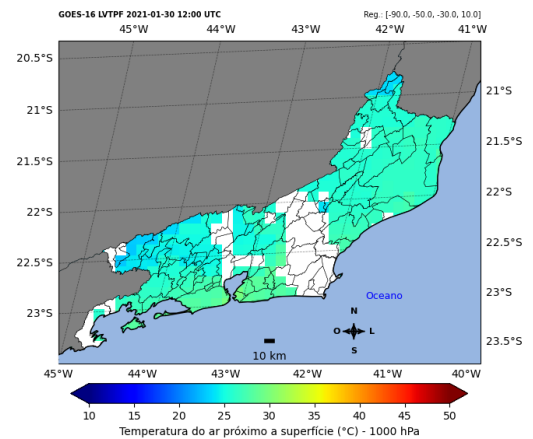 GOES-16 LVTPF 2021-01-30 12:00 UTC
Reg.: [-90.0, -50.0, -30.0, 10.0]
45°W 44°W 43°W 42°W 41°W
20.5°S
21°S
21.5°S
22°S
22.5°S
23°S
21°S
21.5°S
22°S
22.5°S
23°S
23.5°S
Oceano
N
O L
S
10 km
45°W 44°W 43°W 42°W 41°W 40°W
10 15 20 25 30 35 40 45 50
Temperatura do ar próximo a superfície (°C) - 1000 hPa